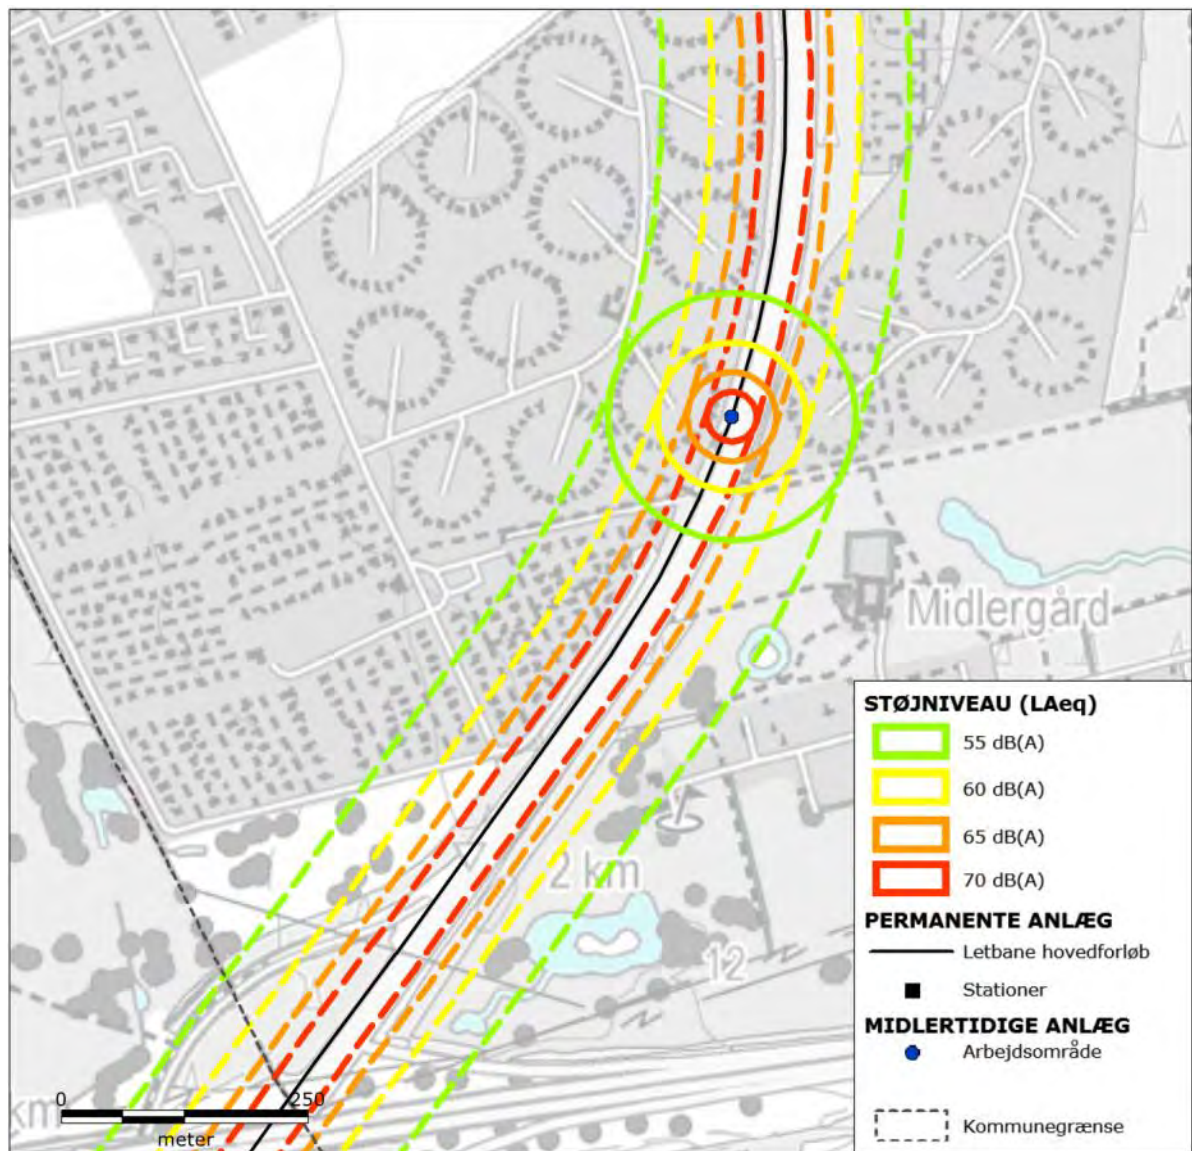 Midlergård
2 km
12
km
0 250
meter
STØJNIVEAU (LAeq)
55 dB(A)
60 dB(A)
65 dB(A)
70 dB(A)
PERMANENTE ANLÆG
Letbane hovedforløb
Stationer
MIDLERTIDIGE ANLÆG
Arbejdsområde
Kommunegrænse